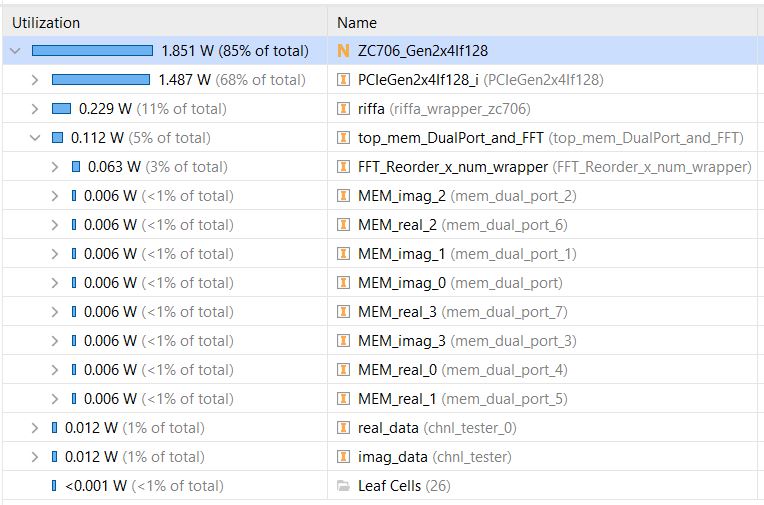 Utilization Name
1.851 W (85% of total) N ZC706_Gen2x4If128
1.487 W (68% of total) I PCIeGen2x4If128_i (PCIeGen2x4If128)
0.229 W (11% of total) I riffa (riffa_wrapper_zc706)
0.112 W (5% of total) I top_mem_DualPort_and_FFT (top_mem_DualPort_and_FFT)
0.063 W (3% of total) I FFT_Reorder_x_num_wrapper (FFT_Reorder_x_num_wrapper)
0.006 W (<1% of total) I MEM_imag_2 (mem_dual_port_2)
0.006 W (<1% of total) I MEM_real_2 (mem_dual_port_6)
0.006 W (<1% of total) I MEM_imag_1 (mem_dual_port_1)
0.006 W (<1% of total) I MEM_imag_0 (mem_dual_port)
0.006 W (<1% of total) I MEM_real_3 (mem_dual_port_7)
0.006 W (<1% of total) I MEM_imag_3 (mem_dual_port_3)
0.006 W (<1% of total) I MEM_real_0 (mem_dual_port_4)
0.006 W (<1% of total) I MEM_real_1 (mem_dual_port_5)
0.012 W (1% of total) I real_data (chnl_tester_0)
0.012 W (1% of total) I imag_data (chnl_tester)
<0.001 W (<1% of total) Leaf Cells (26)